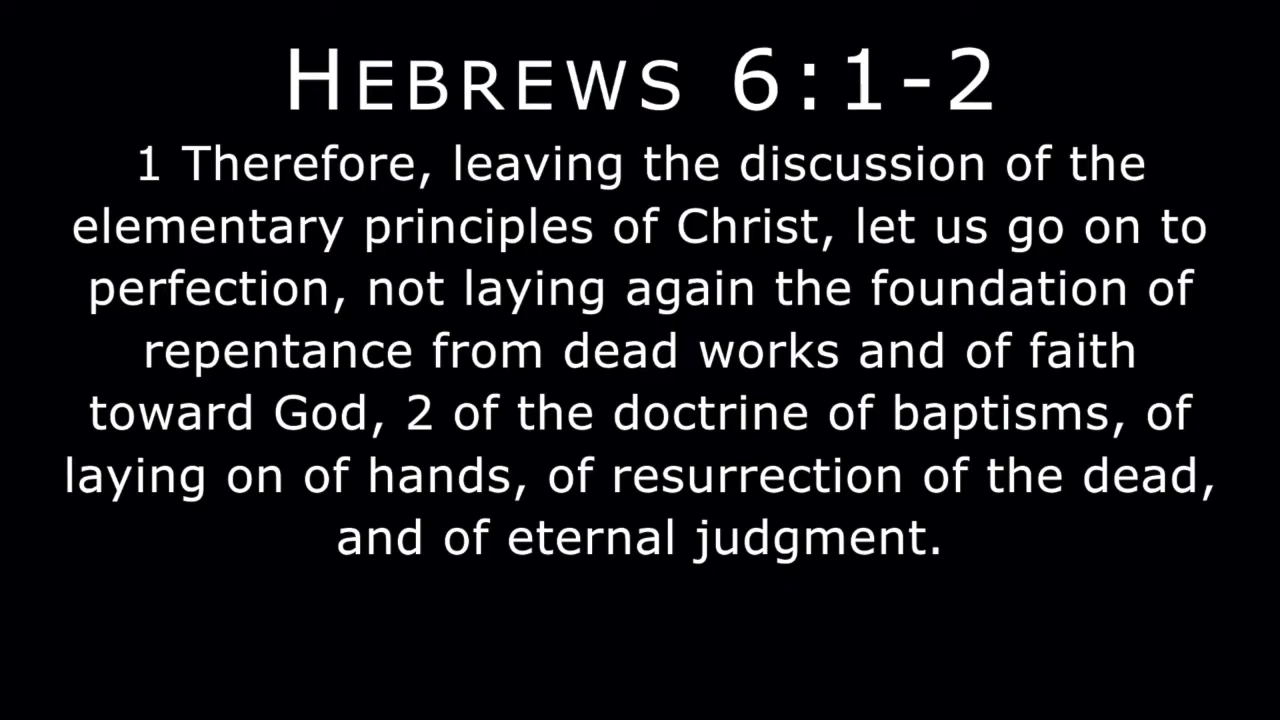 HEBREWS 6:1-2
1 Therefore, leaving the discussion of the
elementary principles of Christ, let us go on to
perfection, not laying again the foundation of
repentance from dead works and of faith
toward God, 2 of the doctrine of baptisms, of
laying on of hands, of resurrection of the dead,
and of eternal judgment.